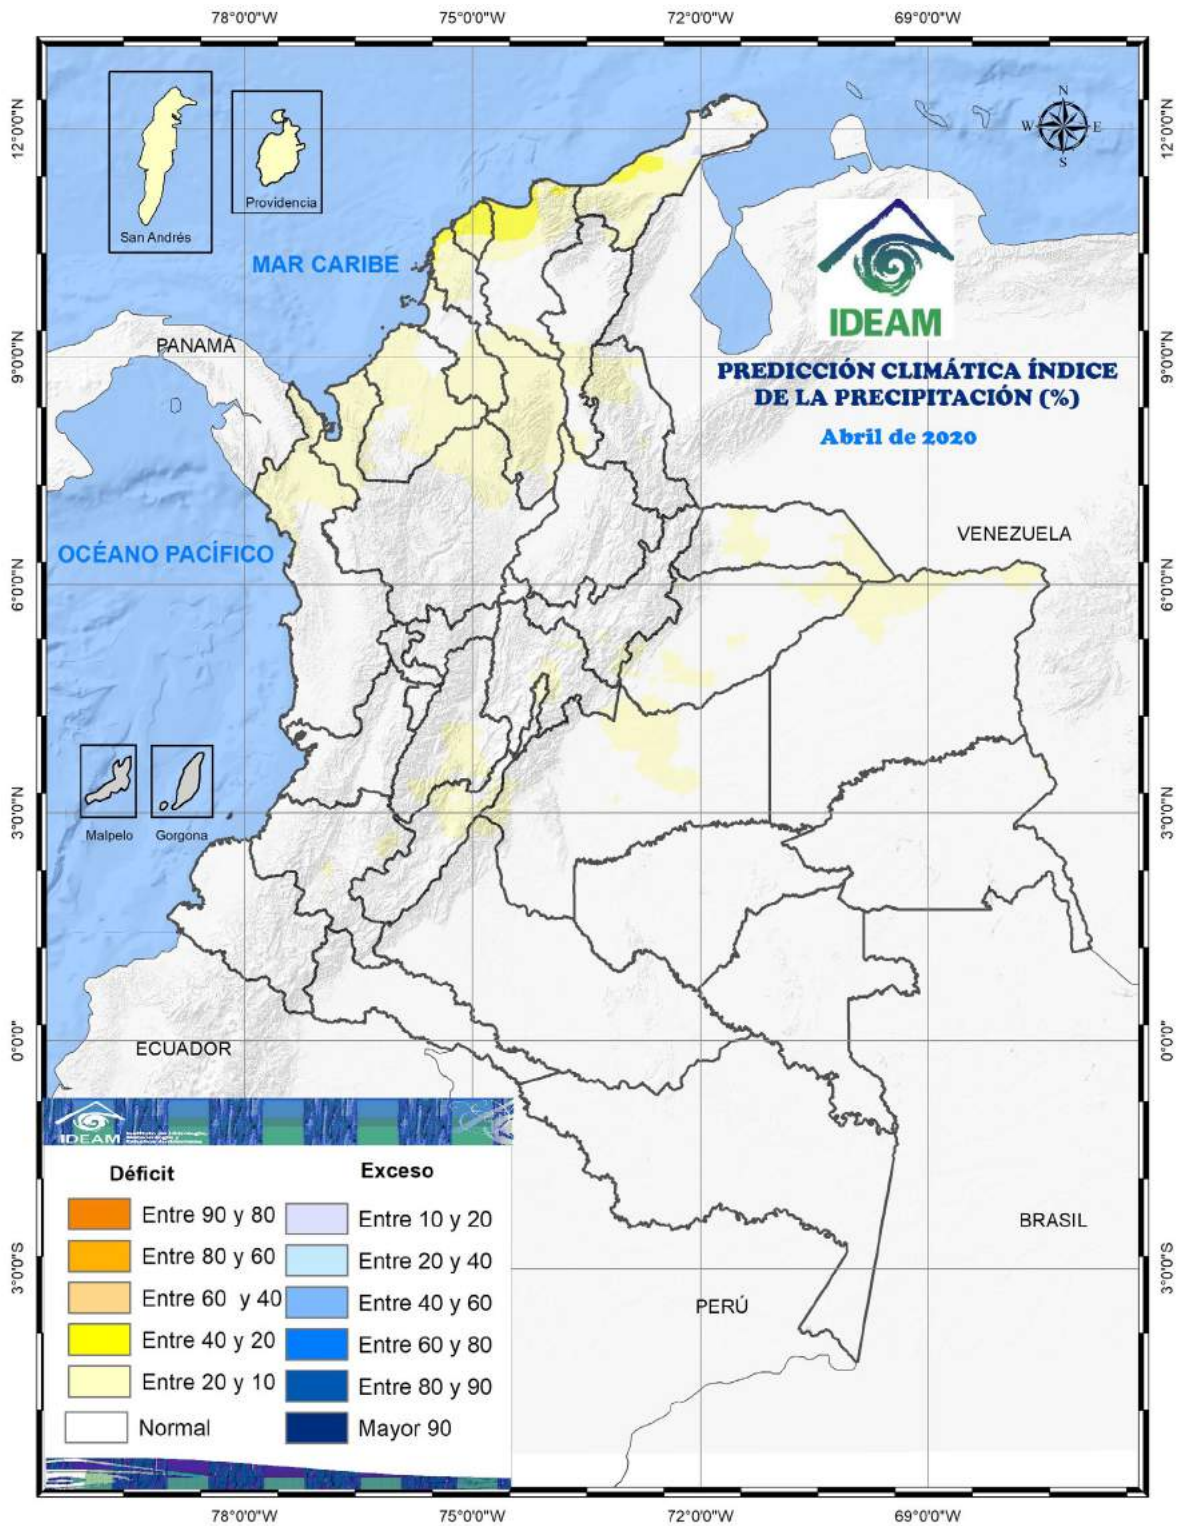 78°0'0"W 75°0'0"W 72°0'0"W 69°0'0"W
12°0'0"N
12°0'0"N
N
W E
S
San Andrés
Providencia
MAR CARIBE
IDEAM
PANAMÁ
9°0'0"N
9°0'0"N
PREDICCIÓN CLIMÁTICA ÍNDICE
DE LA PRECIPITACIÓN (%)
Abril de 2020
VENEZUELA
OCÉANO PACÍFICO
6°0'0"N
6°0'0"N
Malpelo
Gorgona
3°0'0"N
3°0'0"N
ECUADOR
0°0'0"
0°0'0"
IDEAM
Déficit
Entre 90 y 80
Entre 80 y 60
Entre 60 y 40
Entre 40 y 20
Entre 20 y 10
Normal
Exceso
Entre 10 y 20
Entre 20 y 40
Entre 40 y 60
Entre 60 y 80
Entre 80 y 90
Mayor 90
BRASIL
3°0'0"S
3°0'0"S
PERÚ
78°0'0"W 75°0'0"W 72°0'0"W 69°0'0"W